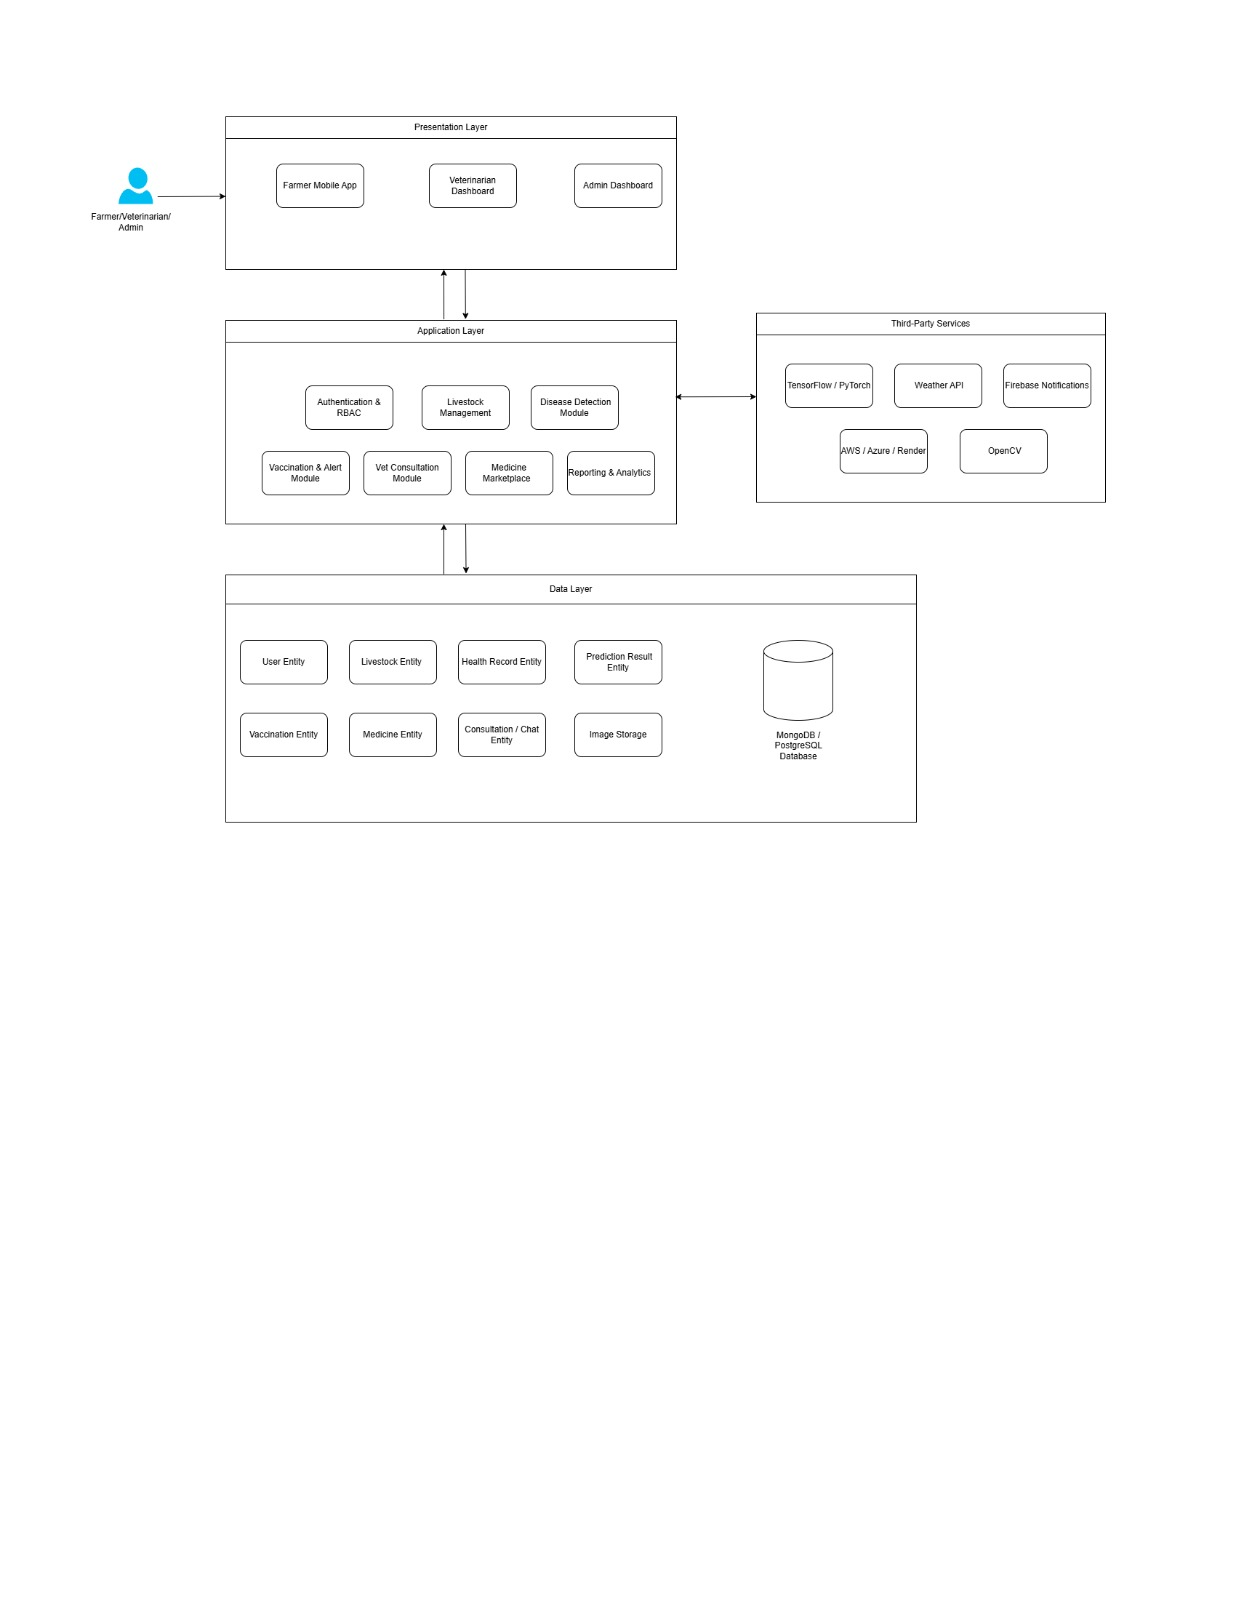 Presentation Layer
Farmer Mobile App
Veterinarian
Dashboard
Admin Dashboard
Farmer/Veterinarian/
Admin
Application Layer
Authentication &
RBAC
Livestock
Management
Disease Detection
Module
Vaccination & Alert
Module
Vet Consultation
Module
Medicine
Marketplace
Reporting & Analytics
Third-Party Services
TensorFlow / PyTorch
Weather API
Firebase Notifications
AWS / Azure / Render
OpenCV
Data Layer
User Entity
Livestock Entity
Health Record Entity
Prediction Result
Entity
Vaccination Entity
Medicine Entity
Consultation / Chat
Entity
Image Storage
MongoDB /
PostgreSQL
Database